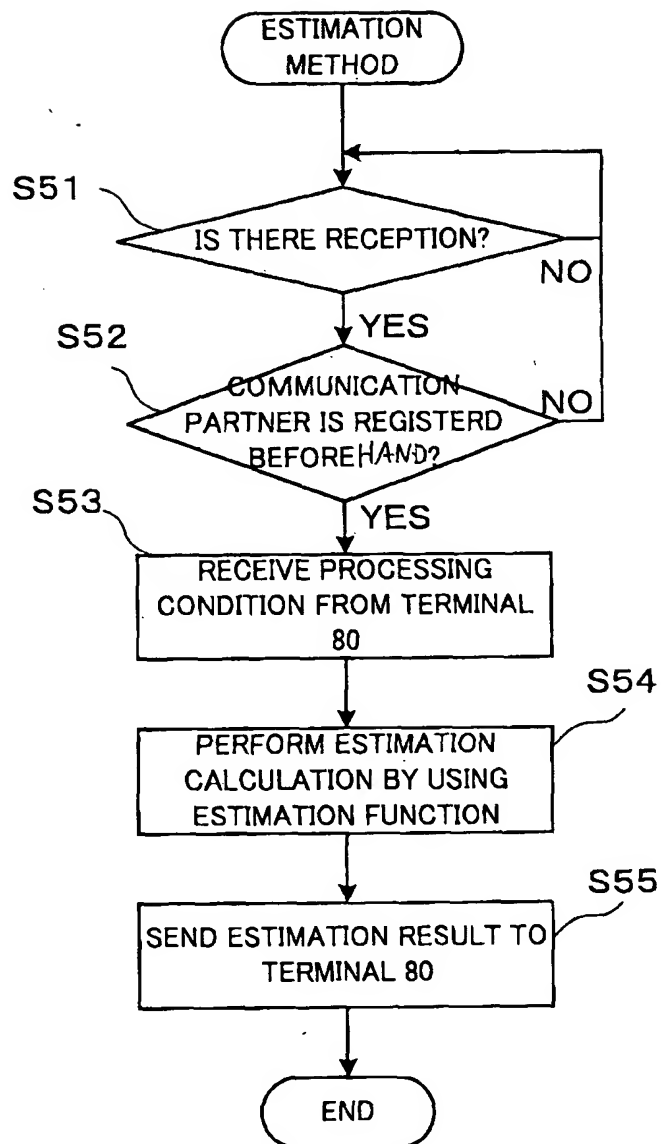 ESTIMATION
METHOD
S51
IS THERE RECEPTION?
NO
YES
S52
COMMUNICATION
PARTNER IS REGISTERD
BEFOREHAND?
NO
YES
S53
RECEIVE PROCESSING
CONDITION FROM TERMINAL
80
S54
PERFORM ESTIMATION
CALCULATION BY USING
ESTIMATION FUNCTION
S55
SEND ESTIMATION RESULT TO
TERMINAL 80
END